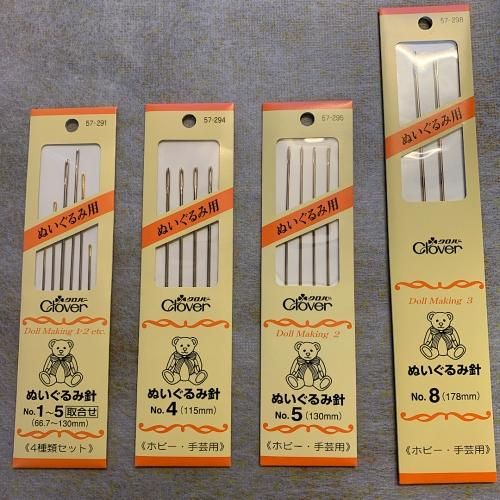 57-291
ぬいぐるみ用
クロバー
Clover
Doll Making 1·2 etc.
ぬいぐるみ針
No.1～5 取合せ
(66.7～130mm)
《4種類セット》
57-294
ぬいぐるみ用
クロバー
Clover
ぬいぐるみ針
No.4 (115mm)
《ホビー・手芸用》
57-295
ぬいぐるみ用
クロバー
Clover
Doll Making 2
ぬいぐるみ針
No.5 (130mm)
《ホビー・手芸用》
57-298
ぬいぐるみ用
クロバー
Clover
Doll Making 3
ぬいぐるみ針
No.8 (178mm)
《ホビー・手芸用》